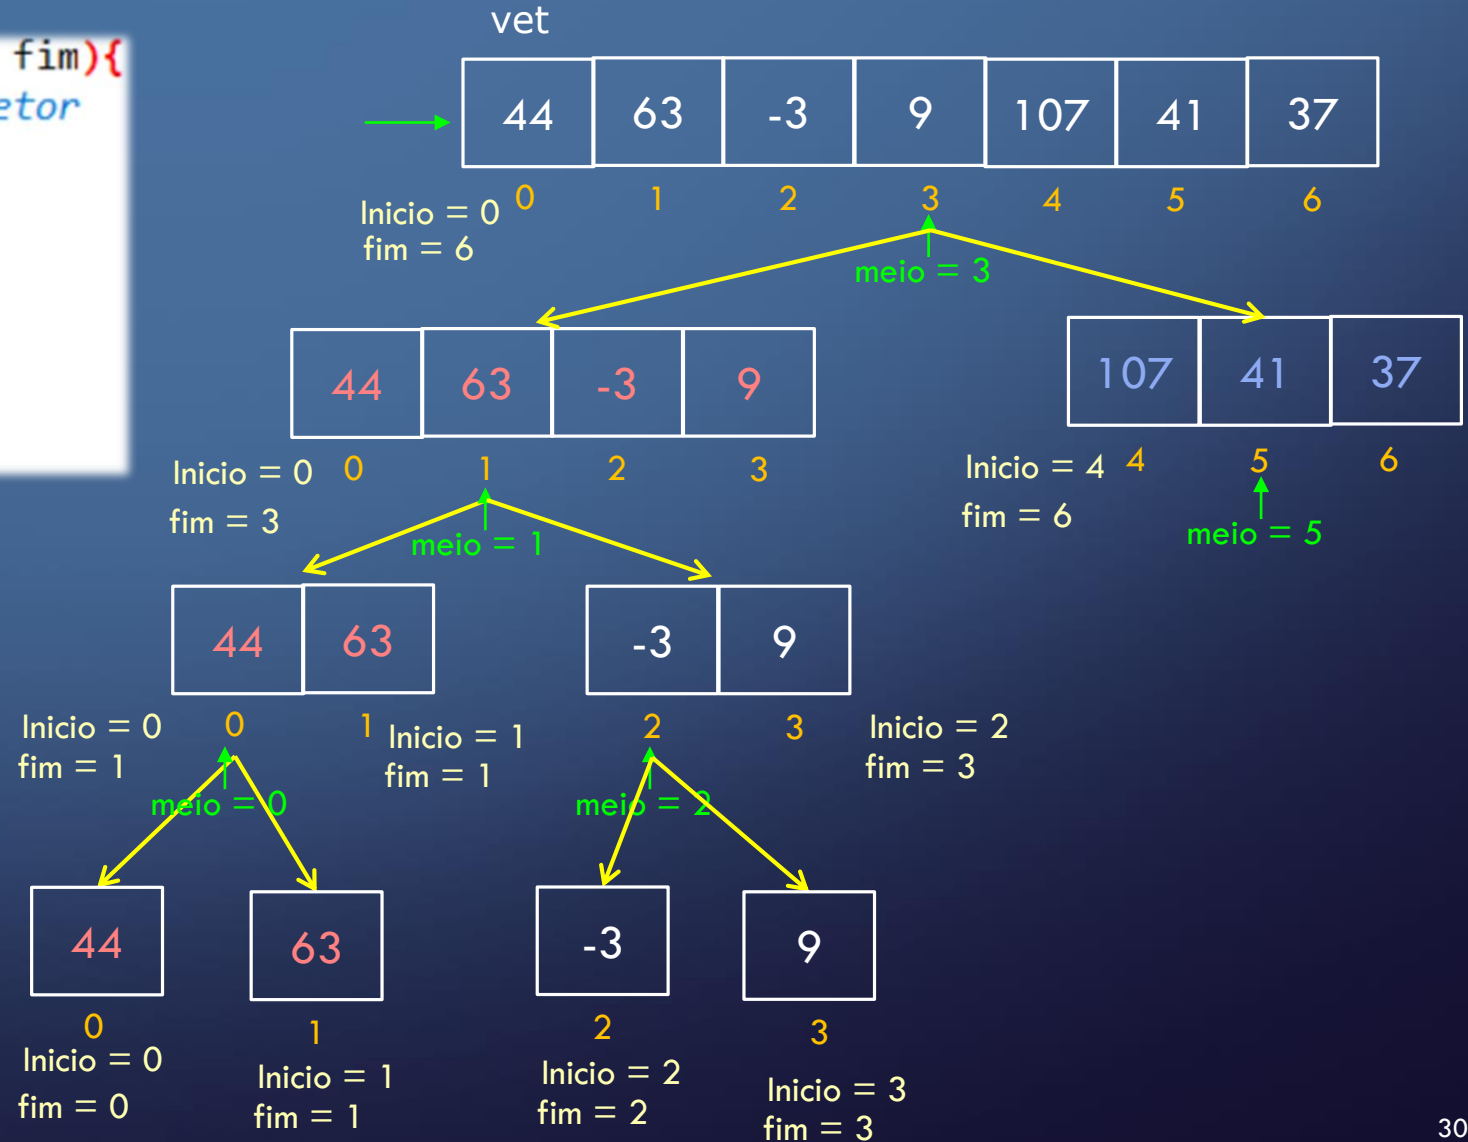 vet
fim){
etor
44 63 -3 9 107 41 37
0 1 2 3 4 5 6
Inicio = 0
fim = 6
meio = 3
44 63 -3 9
107 41 37
0 1 2 3
Inicio = 0
fim = 3
meio = 1
4 5 6
Inicio = 4
fim = 6
meio = 5
44 63
-3 9
0 1
Inicio = 0
fim = 1
Inicio = 1
fim = 1
meio = 0
2 3
Inicio = 2
fim = 3
meio = 2
44
63
-3
9
0
Inicio = 0
fim = 0
1
Inicio = 1
fim = 1
2
Inicio = 2
fim = 2
3
Inicio = 3
fim = 3
30